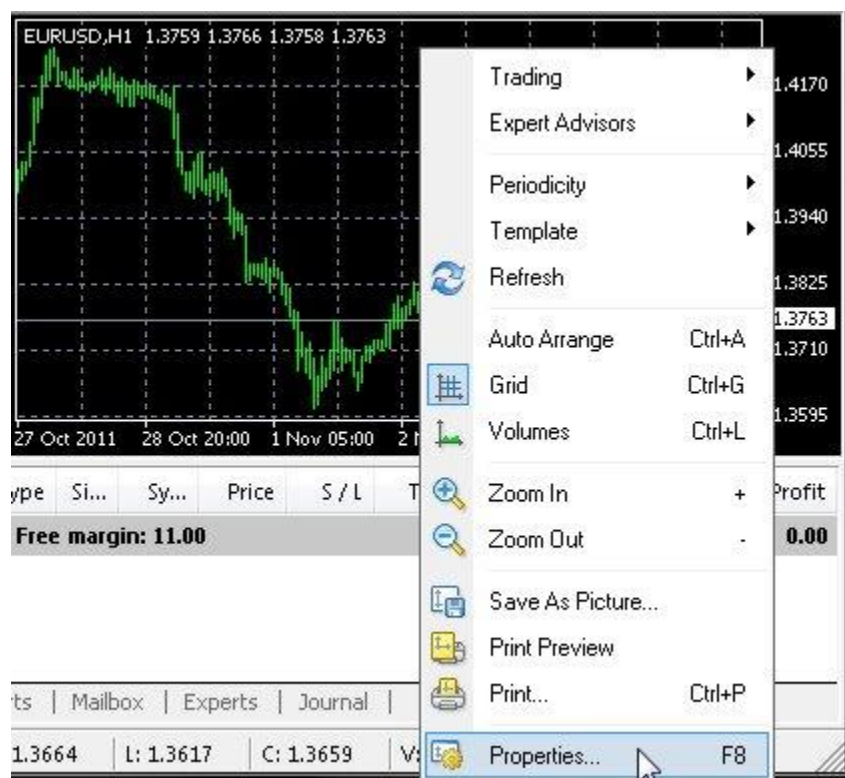 EURUSD,H1 1.3759 1.3766 1.3758 1.3763
1.4170
1.4055
1.3940
1.3825
1.3763
1.3710
1.3595
27 Oct 2011 28 Oct 20:00 1 Nov 05:00 2
Trading
Expert Advisors
Periodicity
Template
Refresh
Auto Arrange Ctrl+A
Grid Ctrl+G
Volumes Ctrl+L
Zoom In +
Zoom Out -
Save As Picture...
Print Preview
Print... Ctrl+P
Properties... F8
ype Si... Sy... Price S / L T Profit
Free margin: 11.00 0.00
ts | Mailbox | Experts | Journal |
1.3664 L: 1.3617 C: 1.3659 V: